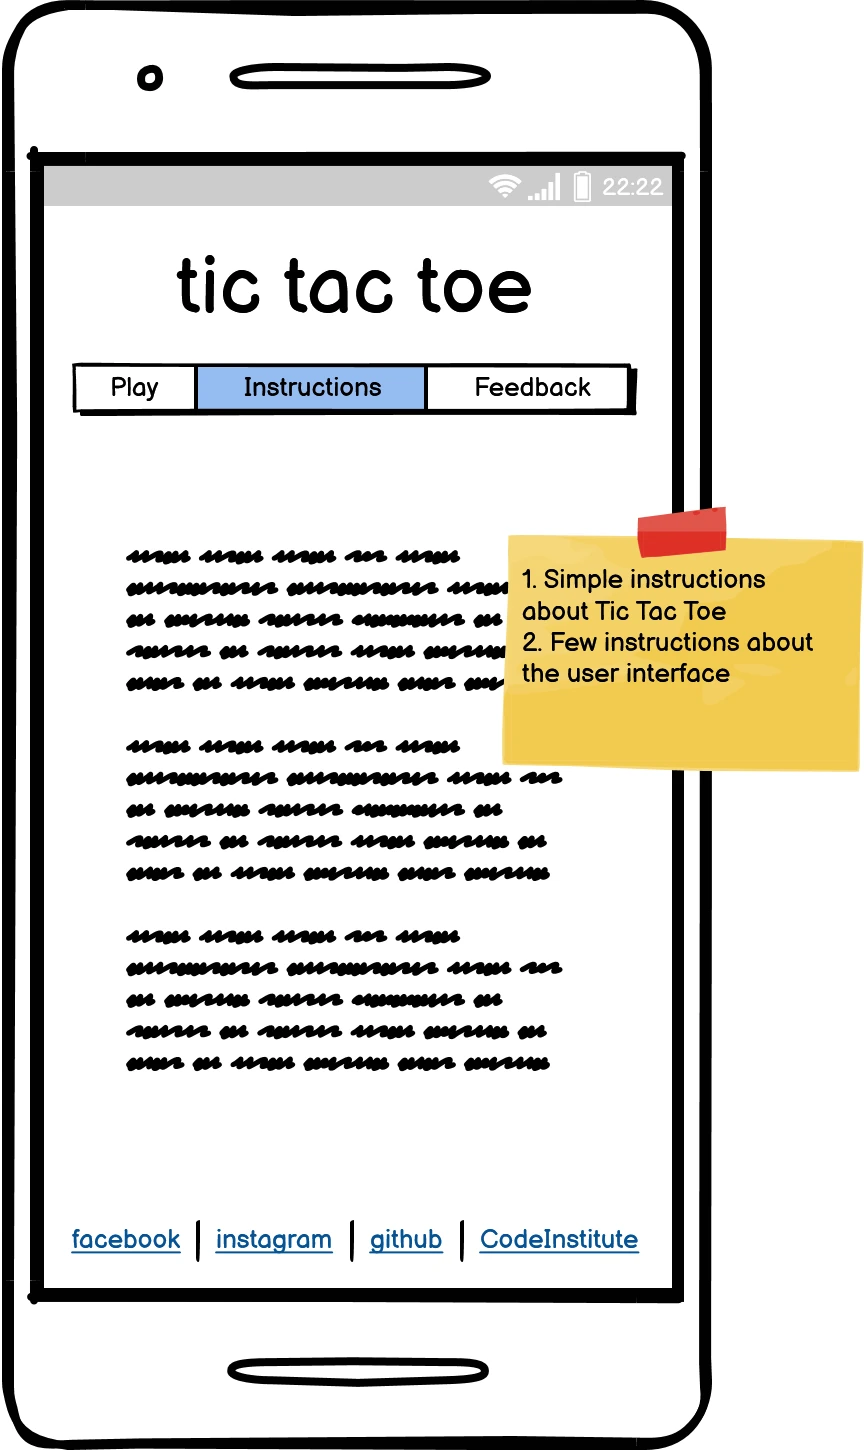 22:22
tic tac toe
Play Instructions Feedback
1. Simple instructions
about Tic Tac Toe
2. Few instructions about
the user interface
facebook instagram github CodeInstitute